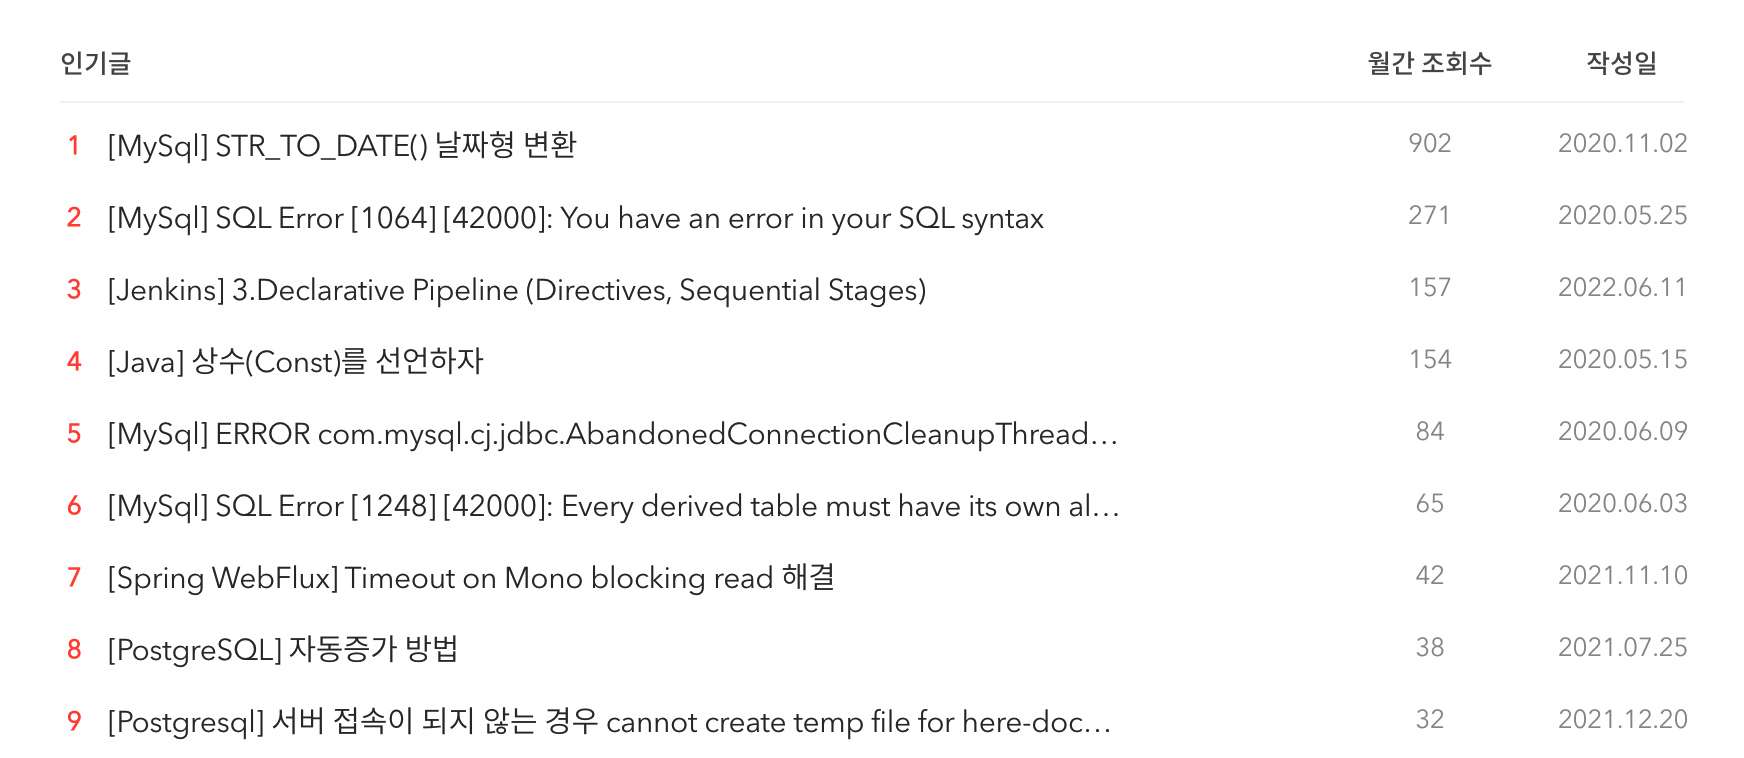 인기글 월간 조회수 작성일
1 [MySql] STR_TO_DATE() 날짜형 변환 902 2020.11.02
2 [MySql] SQL Error [1064] [42000]: You have an error in your SQL syntax 271 2020.05.25
3 [Jenkins] 3.Declarative Pipeline (Directives, Sequential Stages) 157 2022.06.11
4 [Java] 상수(Const)를 선언하자 154 2020.05.15
5 [MySql] ERROR com.mysql.cj.jdbc.AbandonedConnectionCleanupThread… 84 2020.06.09
6 [MySql] SQL Error [1248] [42000]: Every derived table must have its own al… 65 2020.06.03
7 [Spring WebFlux] Timeout on Mono blocking read 해결 42 2021.11.10
8 [PostgreSQL] 자동증가 방법 38 2021.07.25
9 [Postgresql] 서버 접속이 되지 않는 경우 cannot create temp file for here-doc… 32 2021.12.20